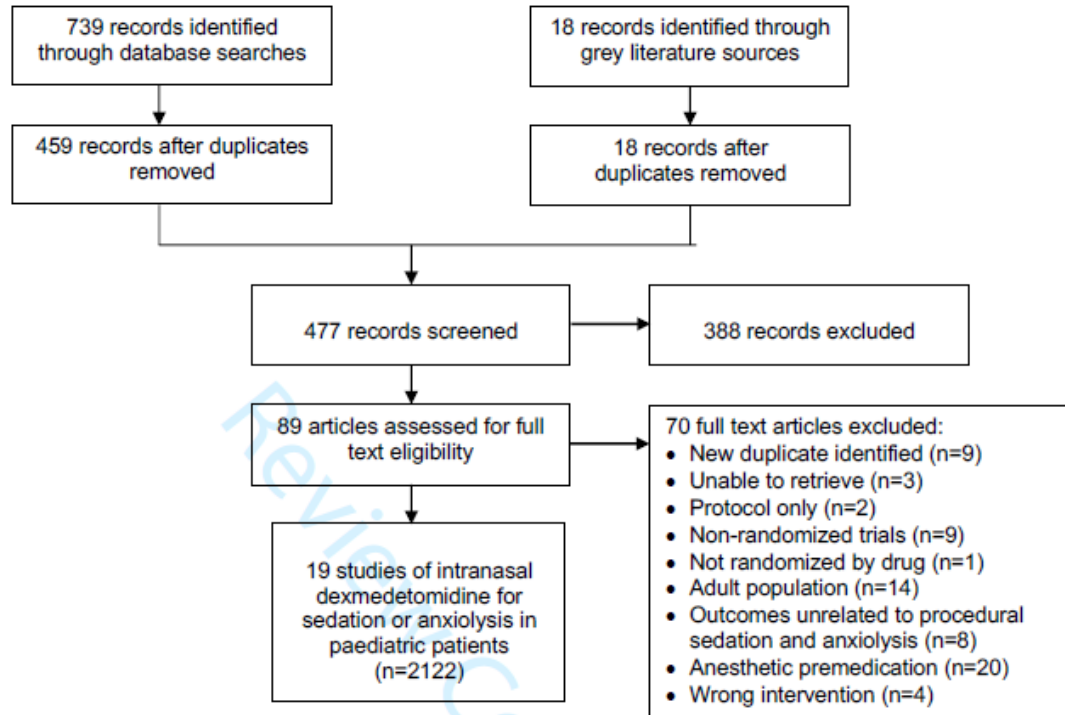 739 records identified
through database searches
18 records identified through
grey literature sources
459 records after duplicates
removed
18 records after
duplicates removed
477 records screened
388 records excluded
89 articles assessed for full
text eligibility
70 full text articles excluded:
• New duplicate identified (n=9)
• Unable to retrieve (n=3)
• Protocol only (n=2)
• Non-randomized trials (n=9)
• Not randomized by drug (n=1)
• Adult population (n=14)
• Outcomes unrelated to procedural
sedation and anxiolysis (n=8)
• Anesthetic premedication (n=20)
• Wrong intervention (n=4)
19 studies of intranasal
dexmedetomidine for
sedation or anxiolysis in
paediatric patients
(n=2122)
Review